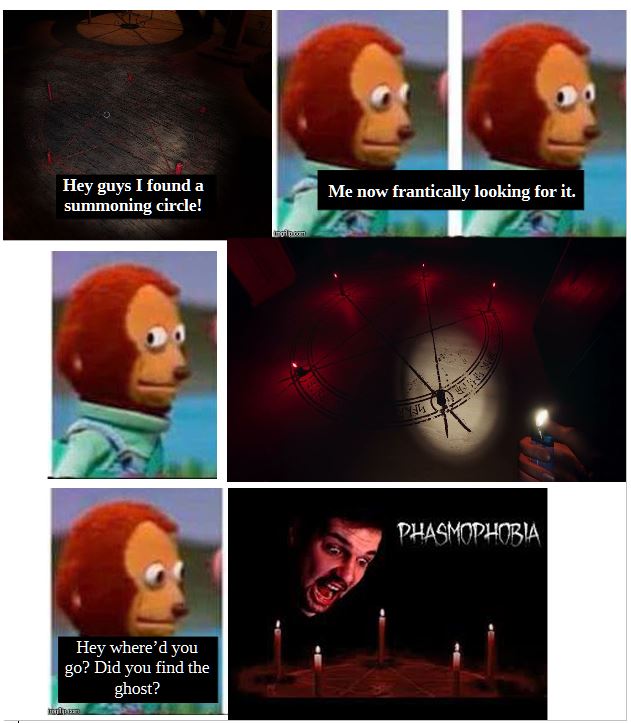 Hey guys I found a
summoning circle!
Me now frantically looking for it.
imgflip.com
PHASMOPHOBIA
Hey where'd you
go? Did you find the
ghost?
imgflip.com